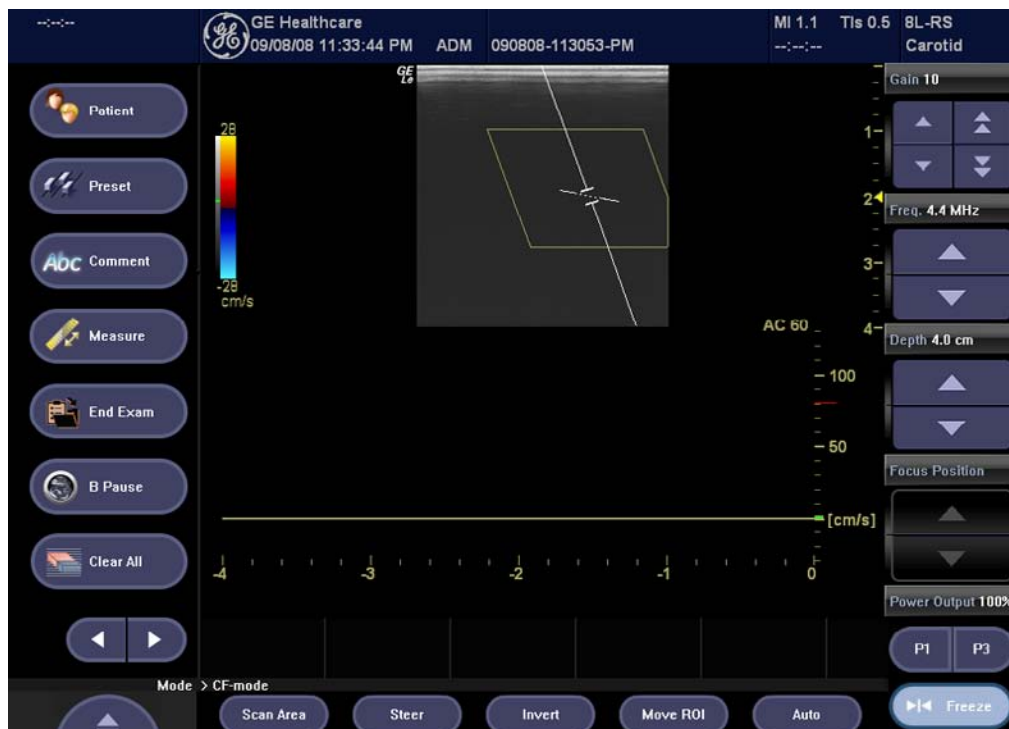 --:--:--
GE Healthcare
MI 1.1 TIs 0.5 8L-RS
09/08/08 11:33:44 PM ADM 090808-113053-PM
--:--:--
Carotid
GE
Le
Patient
Preset
Abc Comment
Measure
End Exam
B Pause
Clear All
28
-28
cm/s
1
2
3
4
AC 60
100
50
[cm/s]
-4 -3 -2 -1 0
Gain 10
Freq. 4.4 MHz
Depth 4.0 cm
Focus Position
Power Output 100%
P1 P3
Freeze
Mode > CF-mode
Scan Area Steer Invert Move ROI Auto